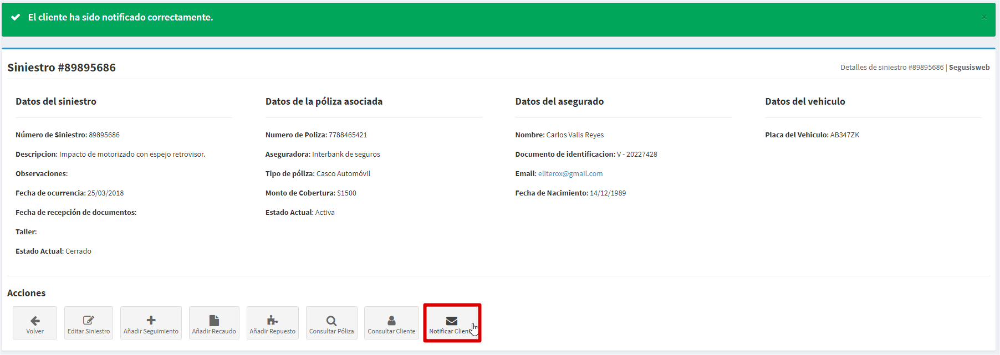 El cliente ha sido notificado correctamente.
×
Siniestro #89895686
Detalles de siniestro #89895686 | Segusisweb
Datos del siniestro
Número de Siniestro: 89895686
Descripcion: Impacto de motorizado con espejo retrovisor.
Observaciones:
Fecha de ocurrencia: 25/03/2018
Fecha de recepción de documentos:
Taller:
Estado Actual: Cerrado
Datos de la póliza asociada
Numero de Poliza: 7788465421
Aseguradora: Interbank de seguros
Tipo de póliza: Casco Automóvil
Monto de Cobertura: $1500
Estado Actual: Activa
Datos del asegurado
Nombre: Carlos Valls Reyes
Documento de identificacion: V - 20227428
Email: eliterox@gmail.com
Fecha de Nacimiento: 14/12/1989
Datos del vehiculo
Placa del Vehiculo: AB347ZK
Acciones
Volver
Editar Siniestro
Añadir Seguimiento
Añadir Recaudo
Añadir Repuesto
Consultar Póliza
Consultar Cliente
Notificar Client